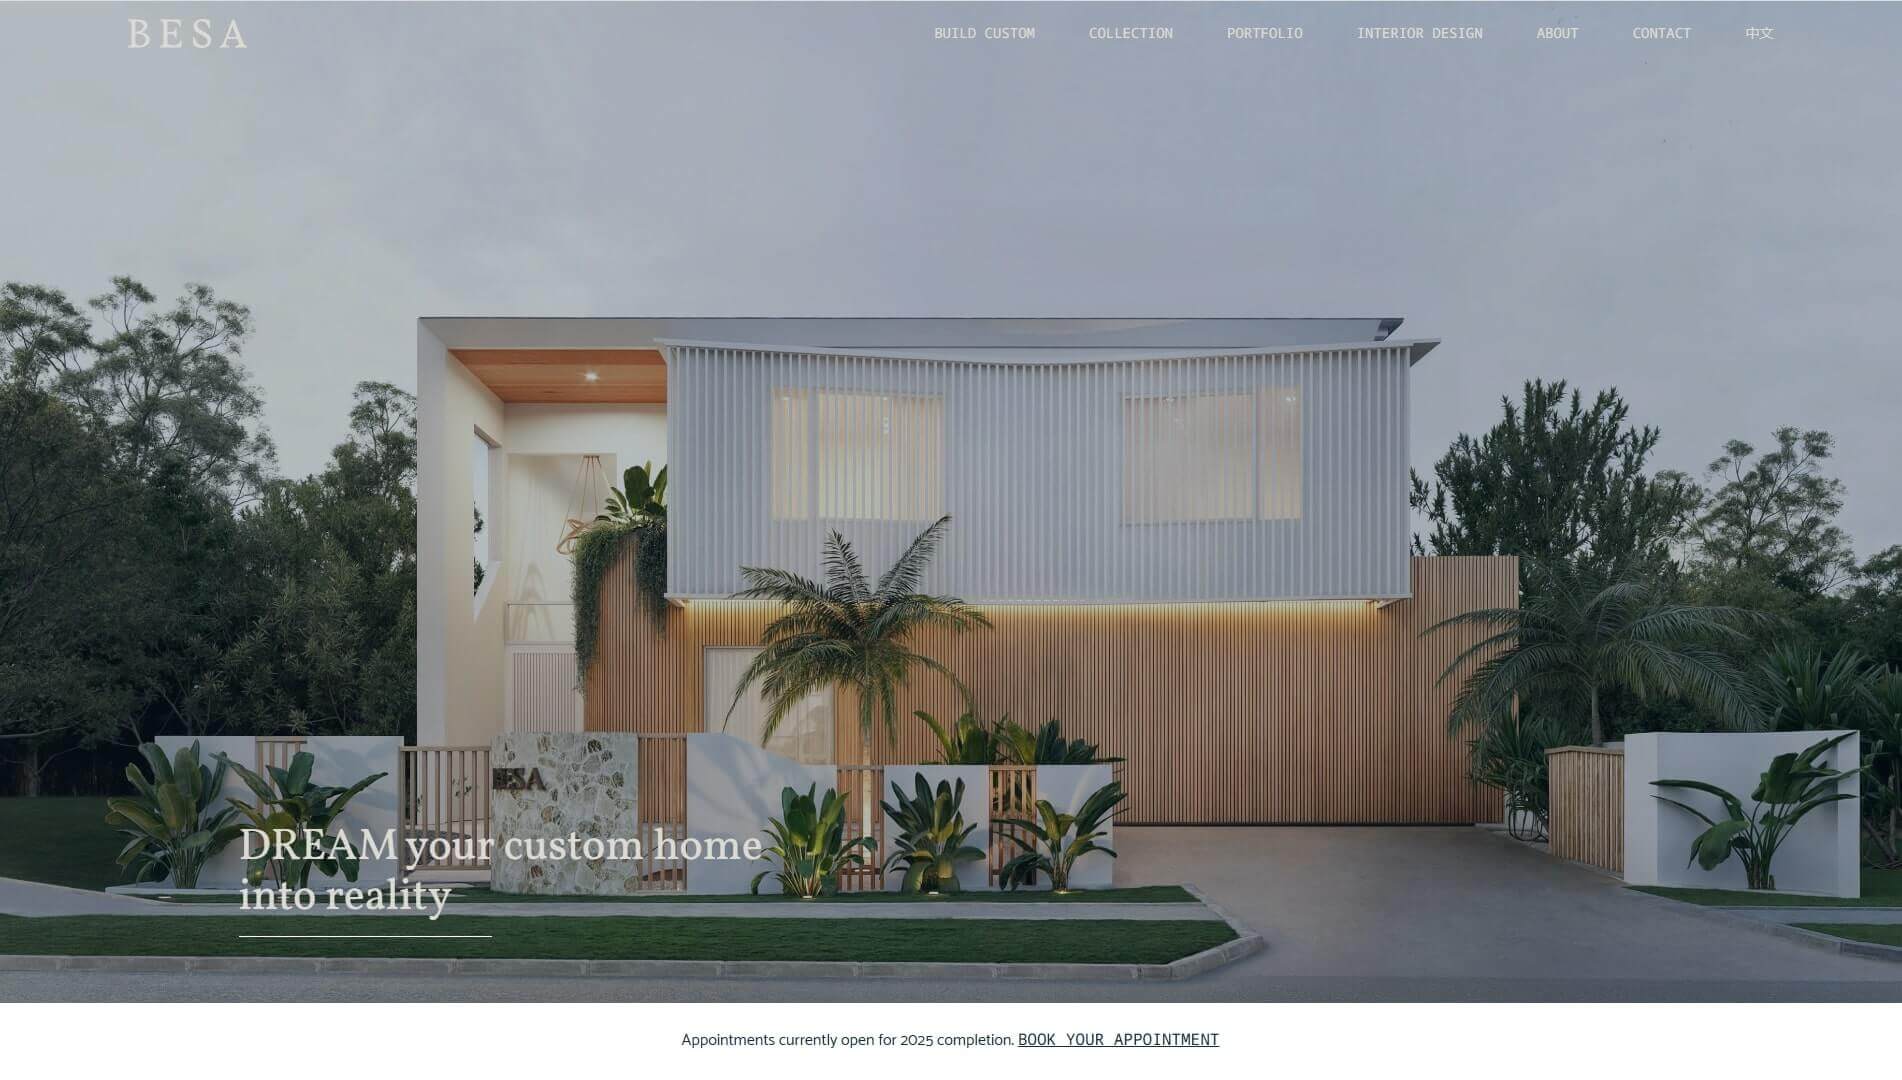 BESA
BUILD CUSTOM
COLLECTION
PORTFOLIO
INTERIOR DESIGN
ABOUT
CONTACT
中文
BESA
DREAM your custom home
into reality
Appointments currently open for 2025 completion. BOOK YOUR APPOINTMENT